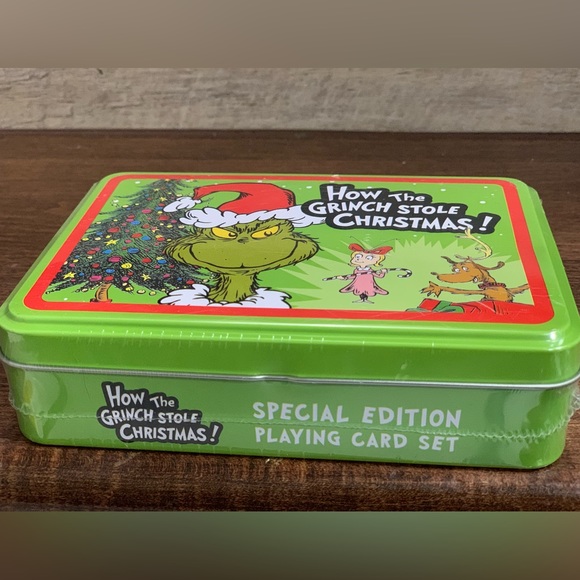 How The
GRINCH STOLE
CHRISTMAS!
How The
GRINCH STOLE
CHRISTMAS!
SPECIAL EDITION
PLAYING CARD SET